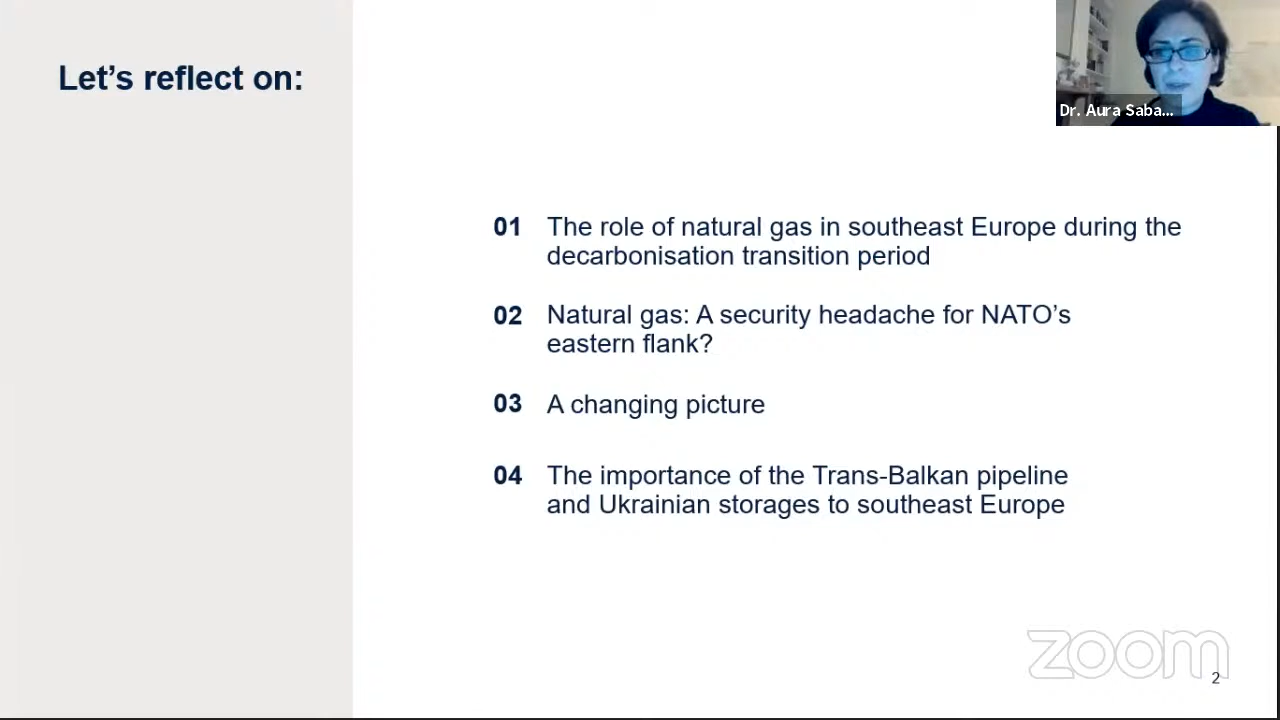 Let’s reflect on:
Dr. Aura Saba...
01 The role of natural gas in southeast Europe during the
decarbonisation transition period
02 Natural gas: A security headache for NATO’s
eastern flank?
03 A changing picture
04 The importance of the Trans-Balkan pipeline
and Ukrainian storages to southeast Europe
zoom
2